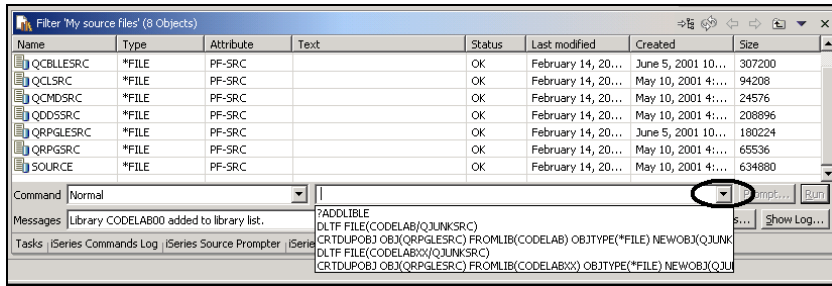 Filter 'My source files' (8 Objects)
Name Type Attribute Text Status Last modified Created Size
QCBLLESRC *FILE PF-SRC OK February 14, 20... June 5, 2001 10... 307200
QCLSRC *FILE PF-SRC OK February 14, 20... May 10, 2001 4:... 94208
QCMDSRC *FILE PF-SRC OK February 14, 20... May 10, 2001 4:... 24576
QDDSSRC *FILE PF-SRC OK February 14, 20... May 10, 2001 4:... 208896
QRPGLESRC *FILE PF-SRC OK February 14, 20... June 5, 2001 10... 180224
QRPGSRC *FILE PF-SRC OK February 14, 20... May 10, 2001 4:... 65536
SOURCE *FILE PF-SRC OK February 14, 20... May 10, 2001 4:... 634880
Command Normal Prompt... Run
?ADDLIBLE
Messages Library CODELAB00 added to library list. s... Show Log...
DLTF FILE(CODELAB/QJUNKSRC)
CRTDUPOBJ OBJ(QRPGLESRC) FROMLIB(CODELAB) OBJTYPE(*FILE) NEWOBJ(QJUNK
Tasks iSeries Commands Log iSeries Source Prompter iSerie
DLTF FILE(CODELABXX/QJUNKSRC)
CRTDUPOBJ OBJ(QRPGLESRC) FROMLIB(CODELABXX) OBJTYPE(*FILE) NEWOBJ(QJU